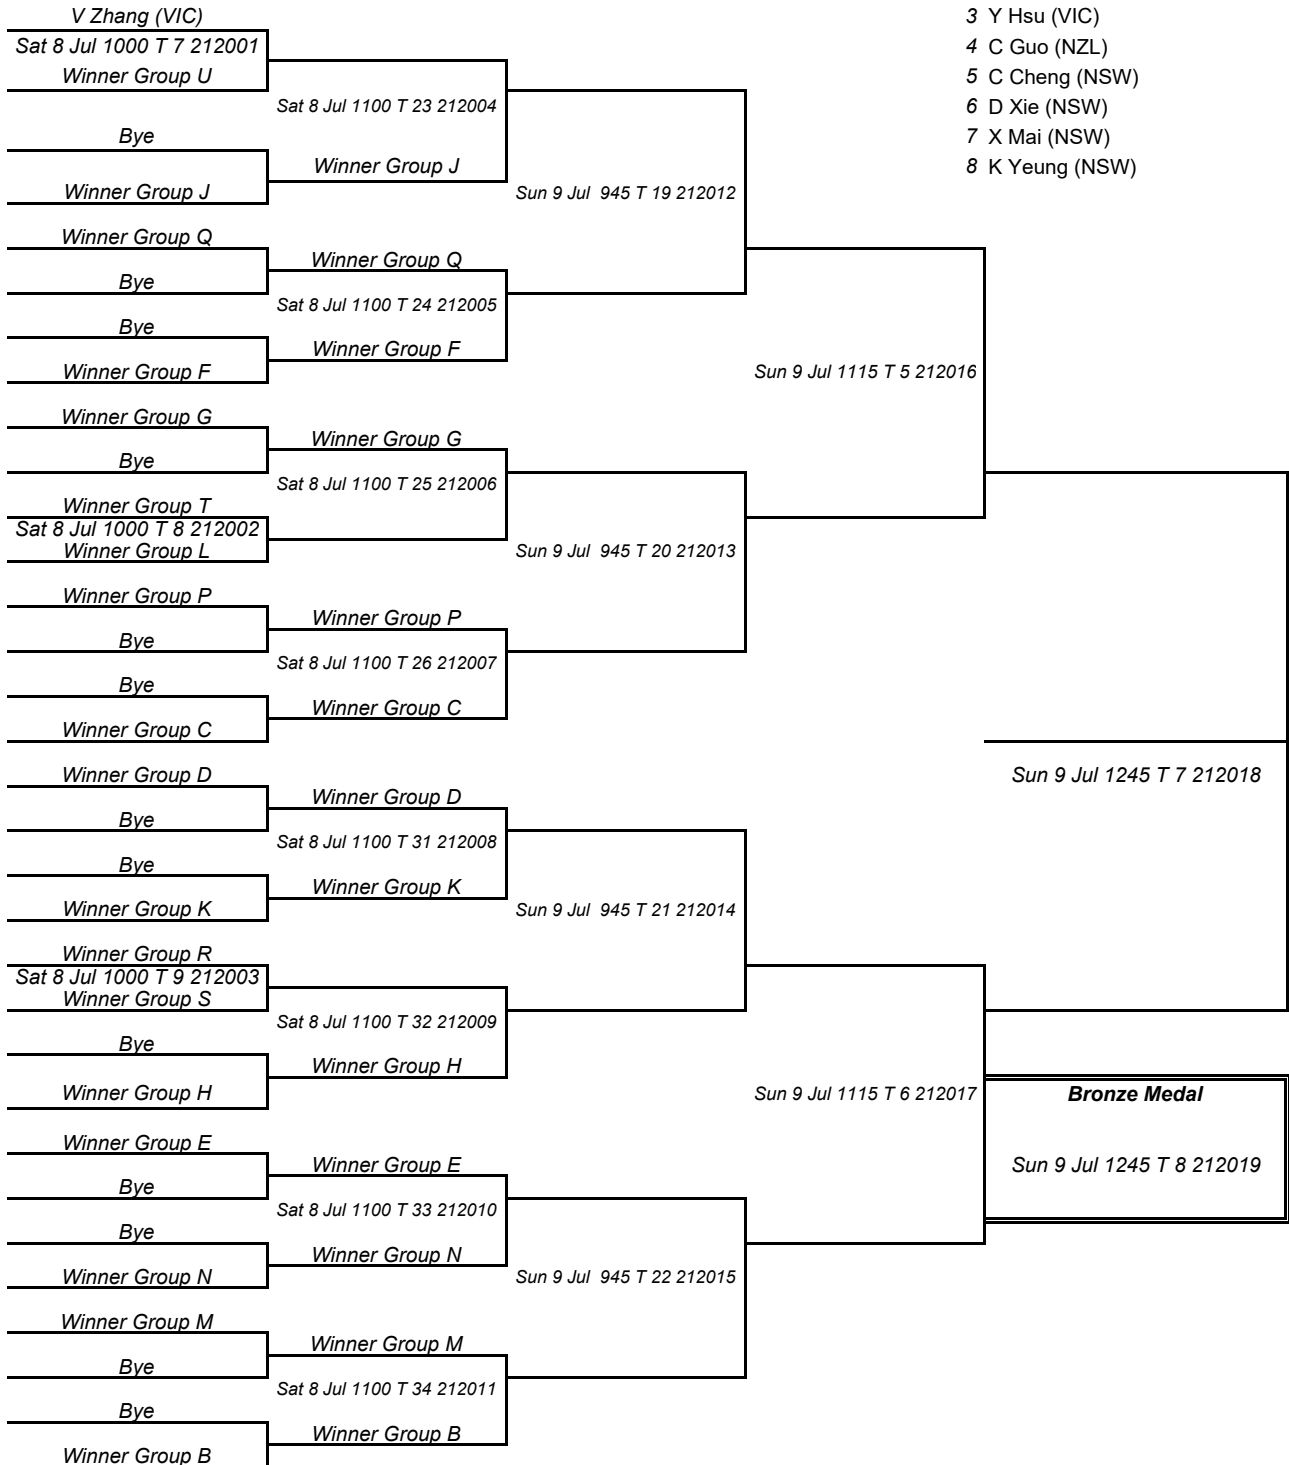 V Zhang (VIC)
3 Y Hsu (VIC)
Sat 8 Jul 1000 T 7 212001
4 C Guo (NZL)
Winner Group U
5 C Cheng (NSW)
Sat 8 Jul 1100 T 23 212004
6 D Xie (NSW)
Bye
7 X Mai (NSW)
Winner Group J
8 K Yeung (NSW)
Winner Group J
Sun 9 Jul 945 T 19 212012
Winner Group Q
Winner Group Q
Bye
Sat 8 Jul 1100 T 24 212005
Bye
Winner Group F
Winner Group F
Sun 9 Jul 1115 T 5 212016
Winner Group G
Winner Group G
Bye
Sat 8 Jul 1100 T 25 212006
Winner Group T
Sat 8 Jul 1000 T 8 212002
Winner Group L
Sun 9 Jul 945 T 20 212013
Winner Group P
Winner Group P
Bye
Sat 8 Jul 1100 T 26 212007
Bye
Winner Group C
Winner Group C
Winner Group D
Sun 9 Jul 1245 T 7 212018
Winner Group D
Bye
Sat 8 Jul 1100 T 31 212008
Bye
Winner Group K
Winner Group K
Sun 9 Jul 945 T 21 212014
Winner Group R
Sat 8 Jul 1000 T 9 212003
Winner Group S
Sat 8 Jul 1100 T 32 212009
Bye
Winner Group H
Winner Group H
Sun 9 Jul 1115 T 6 212017
Bronze Medal
Winner Group E
Winner Group E
Sun 9 Jul 1245 T 8 212019
Bye
Sat 8 Jul 1100 T 33 212010
Bye
Winner Group N
Winner Group N
Sun 9 Jul 945 T 22 212015
Winner Group M
Winner Group M
Bye
Sat 8 Jul 1100 T 34 212011
Bye
Winner Group B
Winner Group B